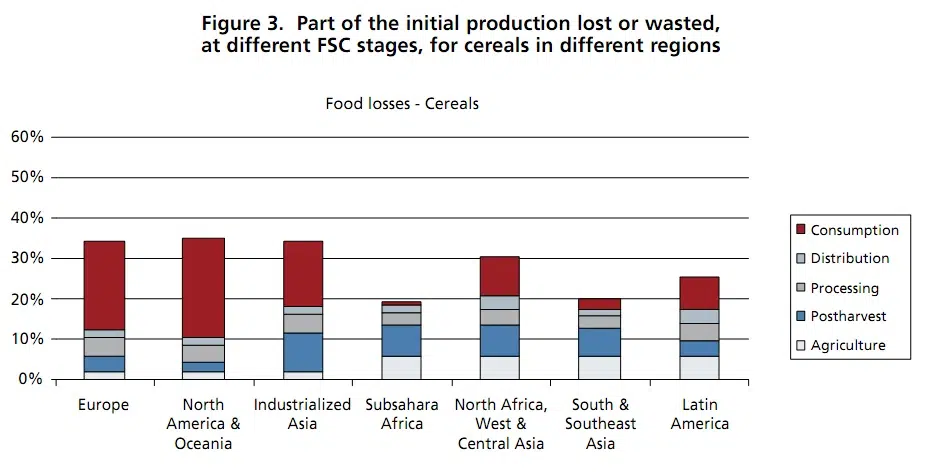 Figure 3. Part of the initial production lost or wasted,
at different FSC stages, for cereals in different regions
Food losses - Cereals
60%
50%
40%
30%
20%
10%
0%
Europe
North
America &
Oceania
Industrialized
Asia
Subsahara
Africa
North Africa,
West &
Central Asia
South &
Southeast
Asia
Latin
America
Consumption
Distribution
Processing
Postharvest
Agriculture